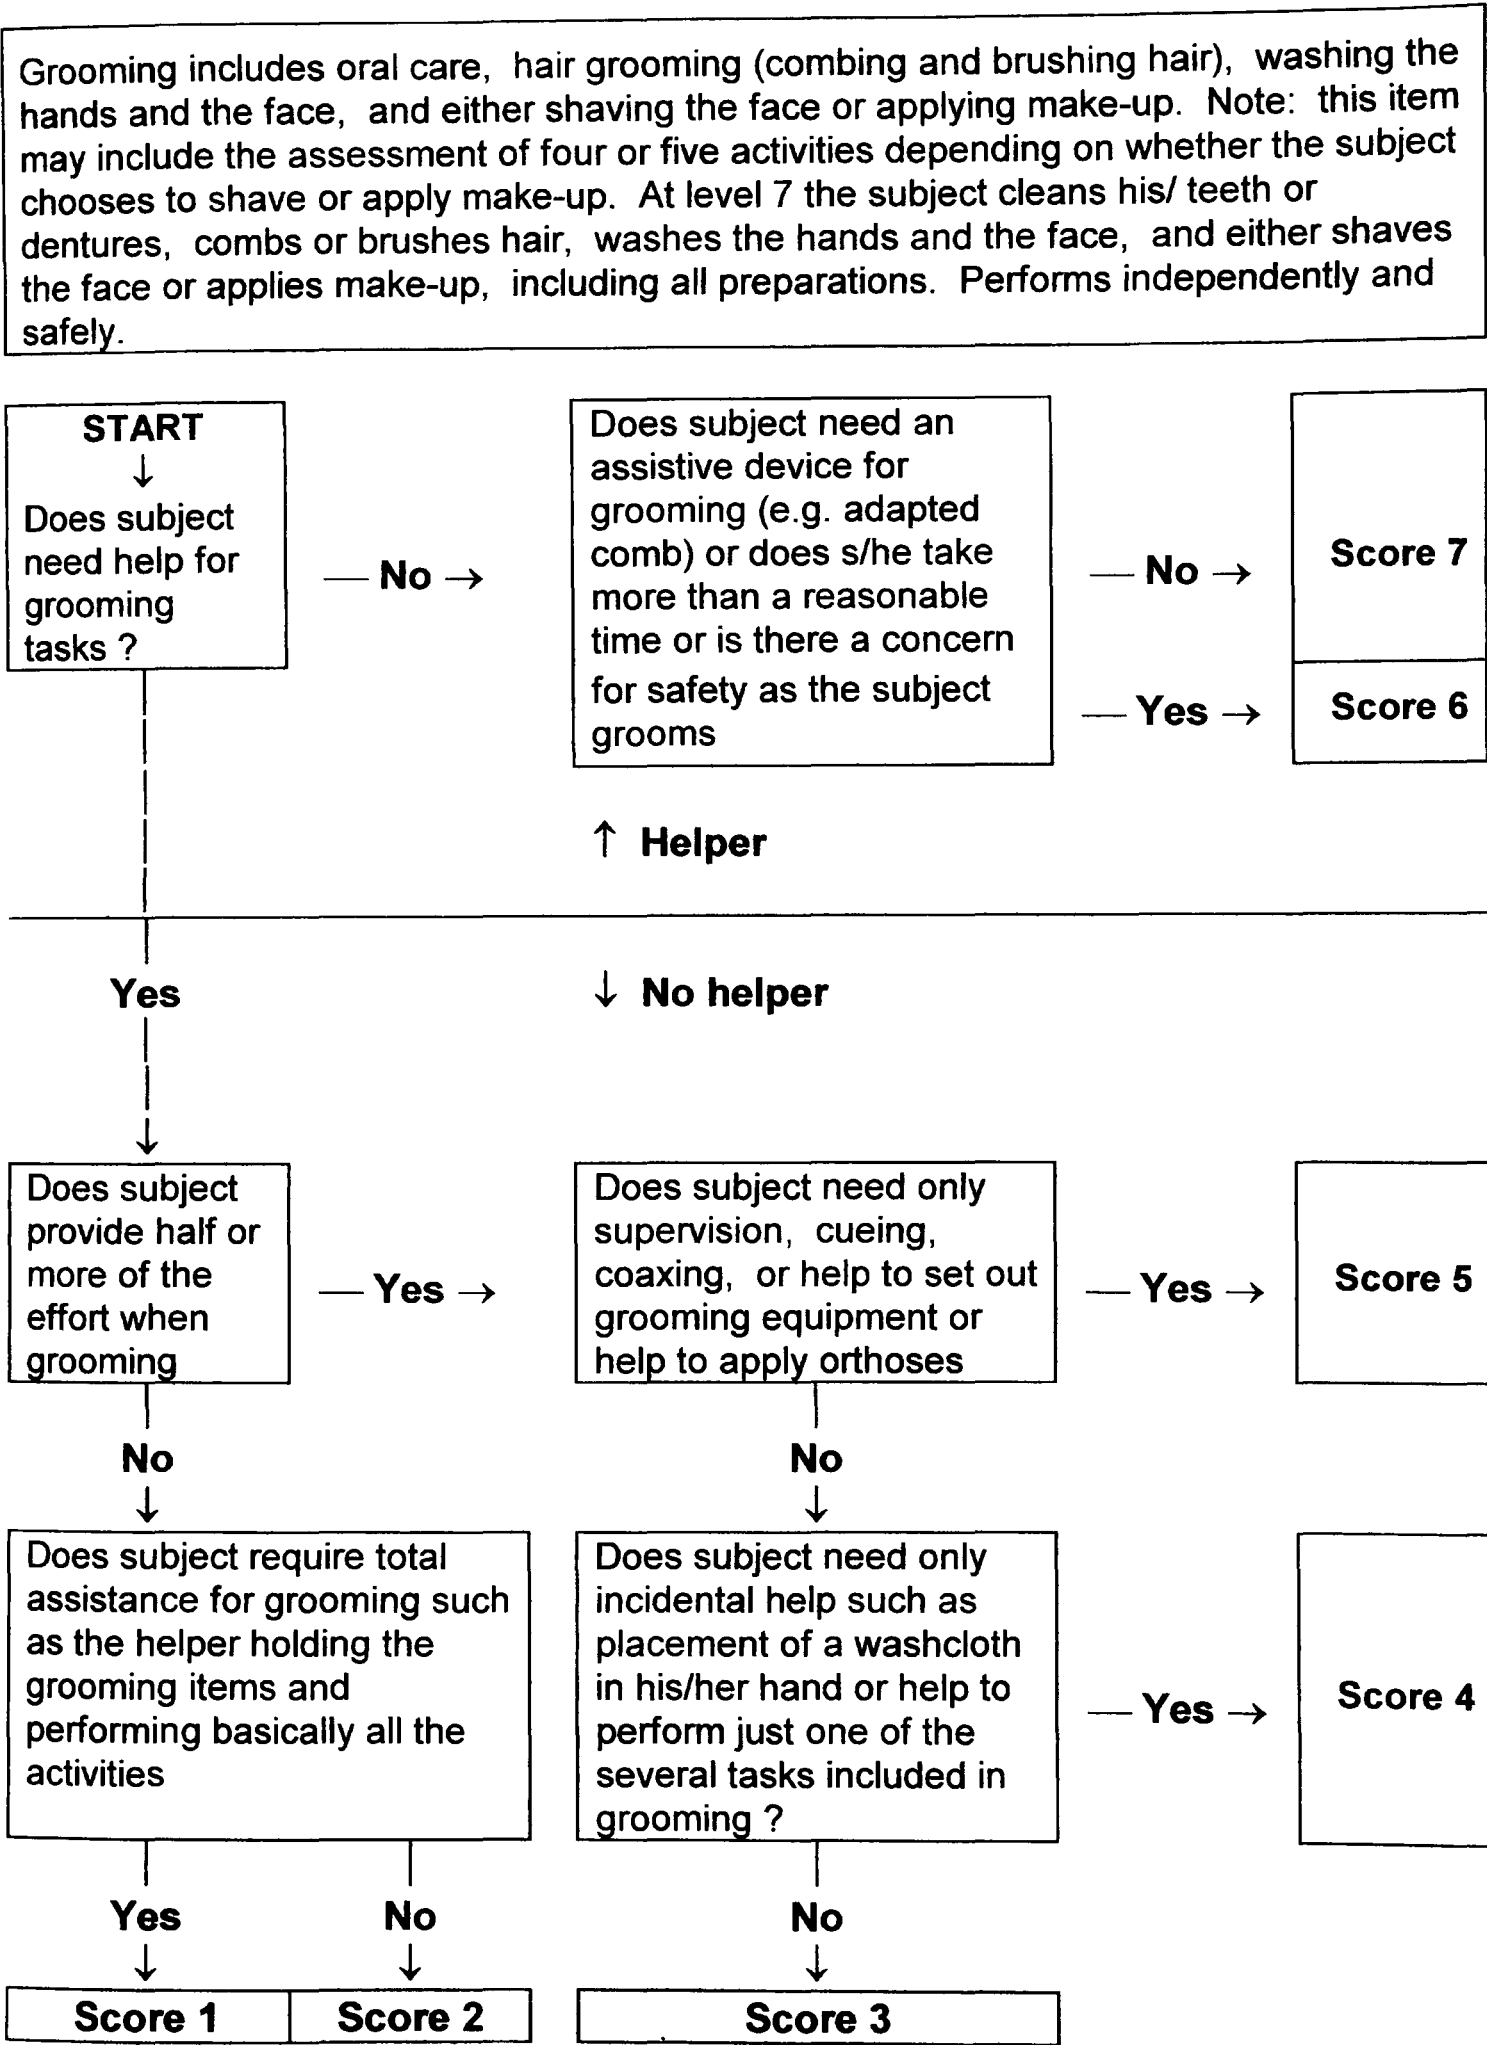 Grooming includes oral care, hair grooming (combing and brushing hair), washing the
hands and the face, and either shaving the face or applying make-up. Note: this item
may include the assessment of four or five activities depending on whether the subject
chooses to shave or apply make-up. At level 7 the subject cleans his/ teeth or
dentures, combs or brushes hair, washes the hands and the face, and either shaves
the face or applies make-up, including all preparations. Performs independently and
safely.
START
↓
Does subject
need help for
grooming
tasks ?
— No →
Does subject need an
assistive device for
grooming (e.g. adapted
comb) or does s/he take
more than a reasonable
time or is there a concern
for safety as the subject
grooms
— No →
Score 7
— Yes →
Score 6
↑ Helper
Yes
↓ No helper
Does subject
provide half or
more of the
effort when
grooming
— Yes →
Does subject need only
supervision, cueing,
coaxing, or help to set out
grooming equipment or
help to apply orthoses
— Yes →
Score 5
No
No
Does subject require total
assistance for grooming such
as the helper holding the
grooming items and
performing basically all the
activities
Does subject need only
incidental help such as
placement of a washcloth
in his/her hand or help to
perform just one of the
several tasks included in
grooming ?
— Yes →
Score 4
Yes
No
No
Score 1
Score 2
Score 3